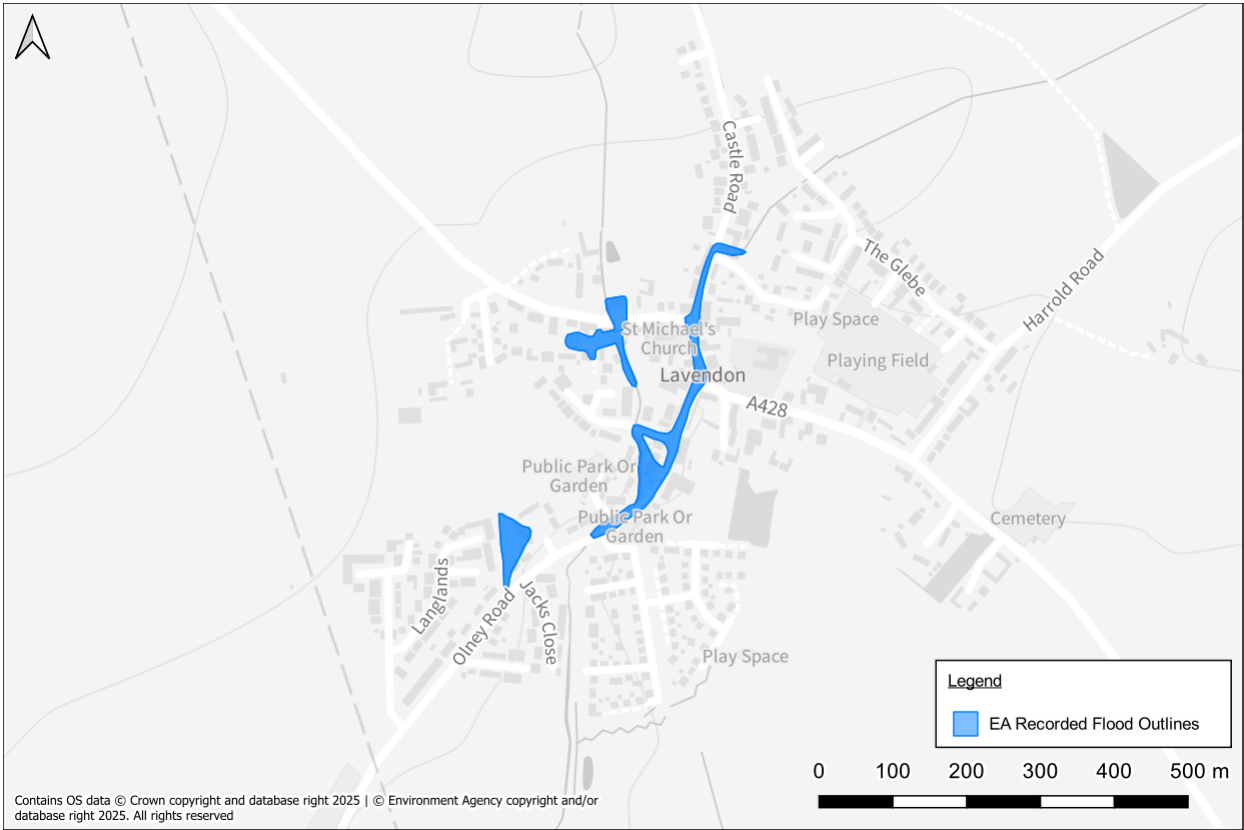 Castle Road
The Glebe
Harrold Road
Play Space
St Michael's
Church
Playing Field
Lavendon
A428
Public Park Or
Garden
Public Park Or
Garden
Cemetery
Langlands
Olney Road
Jacks Close
Play Space
Legend
EA Recorded Flood Outlines
0 100 200 300 400 500 m
Contains OS data © Crown copyright and database right 2025 | © Environment Agency copyright and/or
database right 2025. All rights reserved